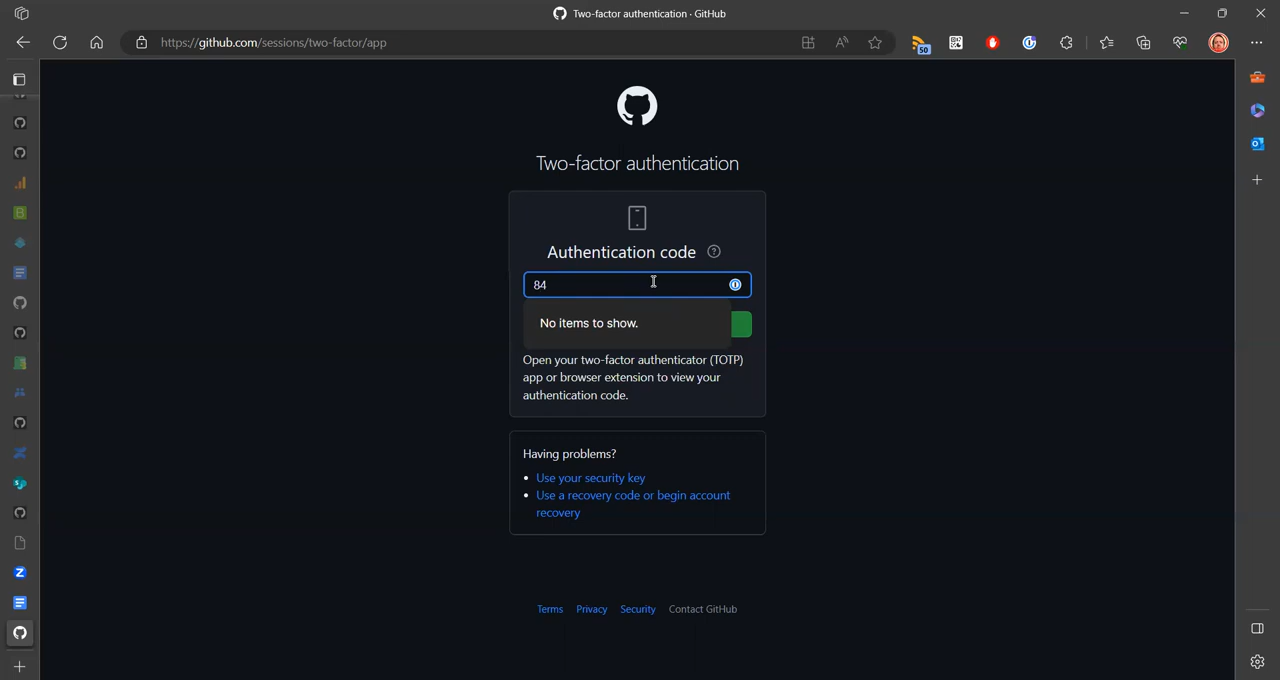 Two-factor authentication · GitHub
https://github.com/sessions/two-factor/app
50
Two-factor authentication
Authentication code
84
No items to show.
Open your two-factor authenticator (TOTP)
app or browser extension to view your
authentication code.
Having problems?
Use your security key
Use a recovery code or begin account
recovery
Terms Privacy Security Contact GitHub